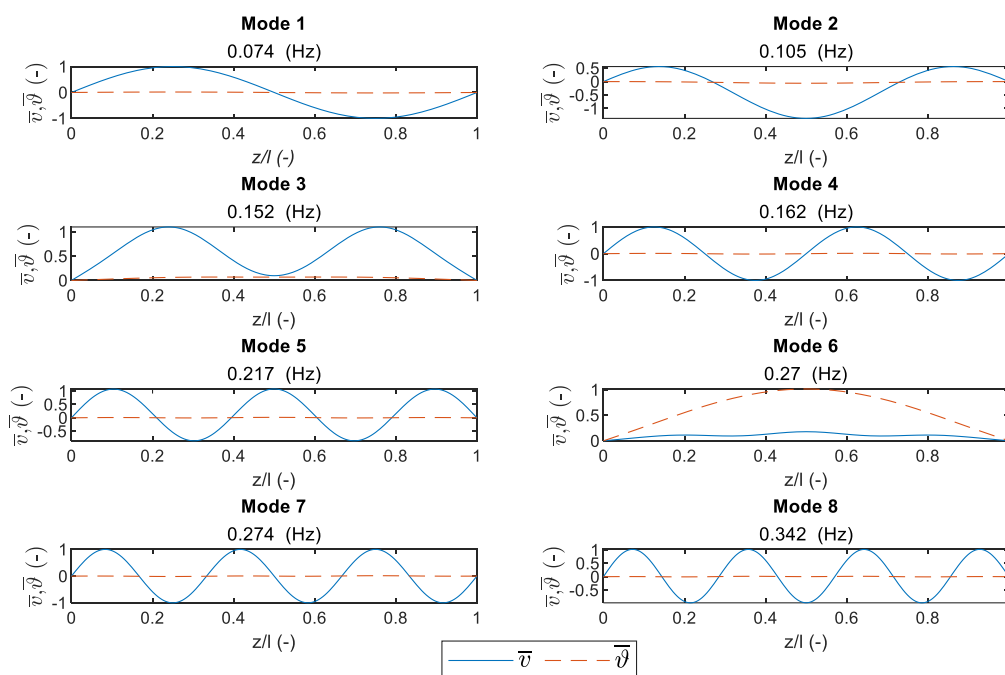 Mode 1
0.074 (Hz)
1
0
-1
v̅,ϑ̅ (-)
0 0.2 0.4 0.6 0.8 1
z/l (-)
Mode 2
0.105 (Hz)
0.5
0
-0.5
v̅,ϑ̅ (-)
0 0.2 0.4 0.6 0.8
z/l (-)
Mode 3
0.152 (Hz)
1
0.5
0
v̅,ϑ̅ (-)
0 0.2 0.4 0.6 0.8 1
z/l (-)
Mode 4
0.162 (Hz)
1
0
-1
v̅,ϑ̅ (-)
0 0.2 0.4 0.6 0.8
z/l (-)
Mode 5
0.217 (Hz)
1
0.5
0
-0.5
v̅,ϑ̅ (-)
0 0.2 0.4 0.6 0.8 1
z/l (-)
Mode 6
0.27 (Hz)
1
0.5
0
v̅,ϑ̅ (-)
0 0.2 0.4 0.6 0.8
z/l (-)
Mode 7
0.274 (Hz)
1
0
-1
v̅,ϑ̅ (-)
0 0.2 0.4 0.6 0.8 1
z/l (-)
Mode 8
0.342 (Hz)
1
0.5
0
-0.5
v̅,ϑ̅ (-)
0 0.2 0.4 0.6 0.8
z/l (-)
v̅ ϑ̅